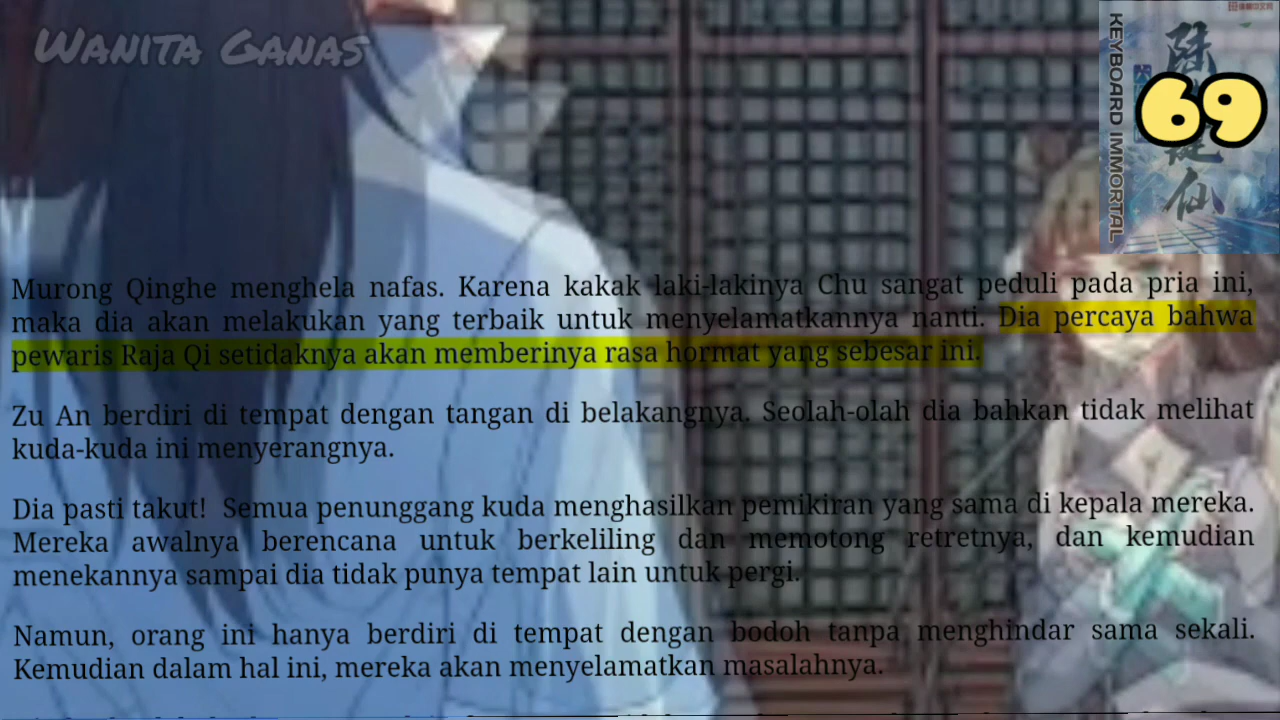 Wanita Ganas
KEYBOARD IMMORTAL
69
仙
Murong Qinghe menghela nafas. Karena kakak laki-lakinya Chu sangat peduli pada pria ini,
maka dia akan melakukan yang terbaik untuk menyelamatkannya nanti. Dia percaya bahwa
pewaris Raja Qi setidaknya akan memberinya rasa hormat yang sebesar ini.
Zu An berdiri di tempat dengan tangan di belakangnya. Seolah-olah dia bahkan tidak melihat
kuda-kuda ini menyerangnya.
Dia pasti takut! Semua penunggang kuda menghasilkan pemikiran yang sama di kepala mereka.
Mereka awalnya berencana untuk berkeliling dan memotong retretnya, dan kemudian
menekannya sampai dia tidak punya tempat lain untuk pergi.
Namun, orang ini hanya berdiri di tempat dengan bodoh tanpa menghindar sama sekali.
Kemudian dalam hal ini, mereka akan menyelamatkan masalahnya.